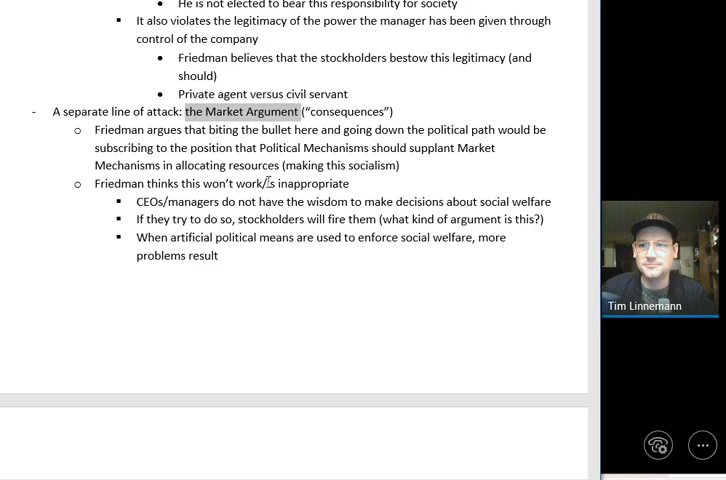 • He is not elected to bear this responsibility for society
▪ It also violates the legitimacy of the power the manager has been given through
control of the company
• Friedman believes that the stockholders bestow this legitimacy (and
should)
• Private agent versus civil servant
- A separate line of attack: the Market Argument (“consequences”)
o Friedman argues that biting the bullet here and going down the political path would be
subscribing to the position that Political Mechanisms should supplant Market
Mechanisms in allocating resources (making this socialism)
o Friedman thinks this won’t work/is inappropriate
▪ CEOs/managers do not have the wisdom to make decisions about social welfare
▪ If they try to do so, stockholders will fire them (what kind of argument is this?)
▪ When artificial political means are used to enforce social welfare, more
problems result
Tim Linnemann